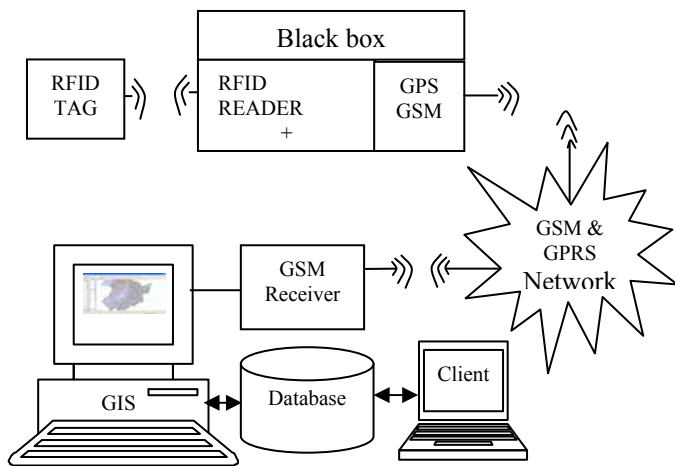 Black box
RFID
TAG
RFID
READER
+
GPS
GSM
GSM &
GPRS
Network
GSM
Receiver
GIS
Database
Client